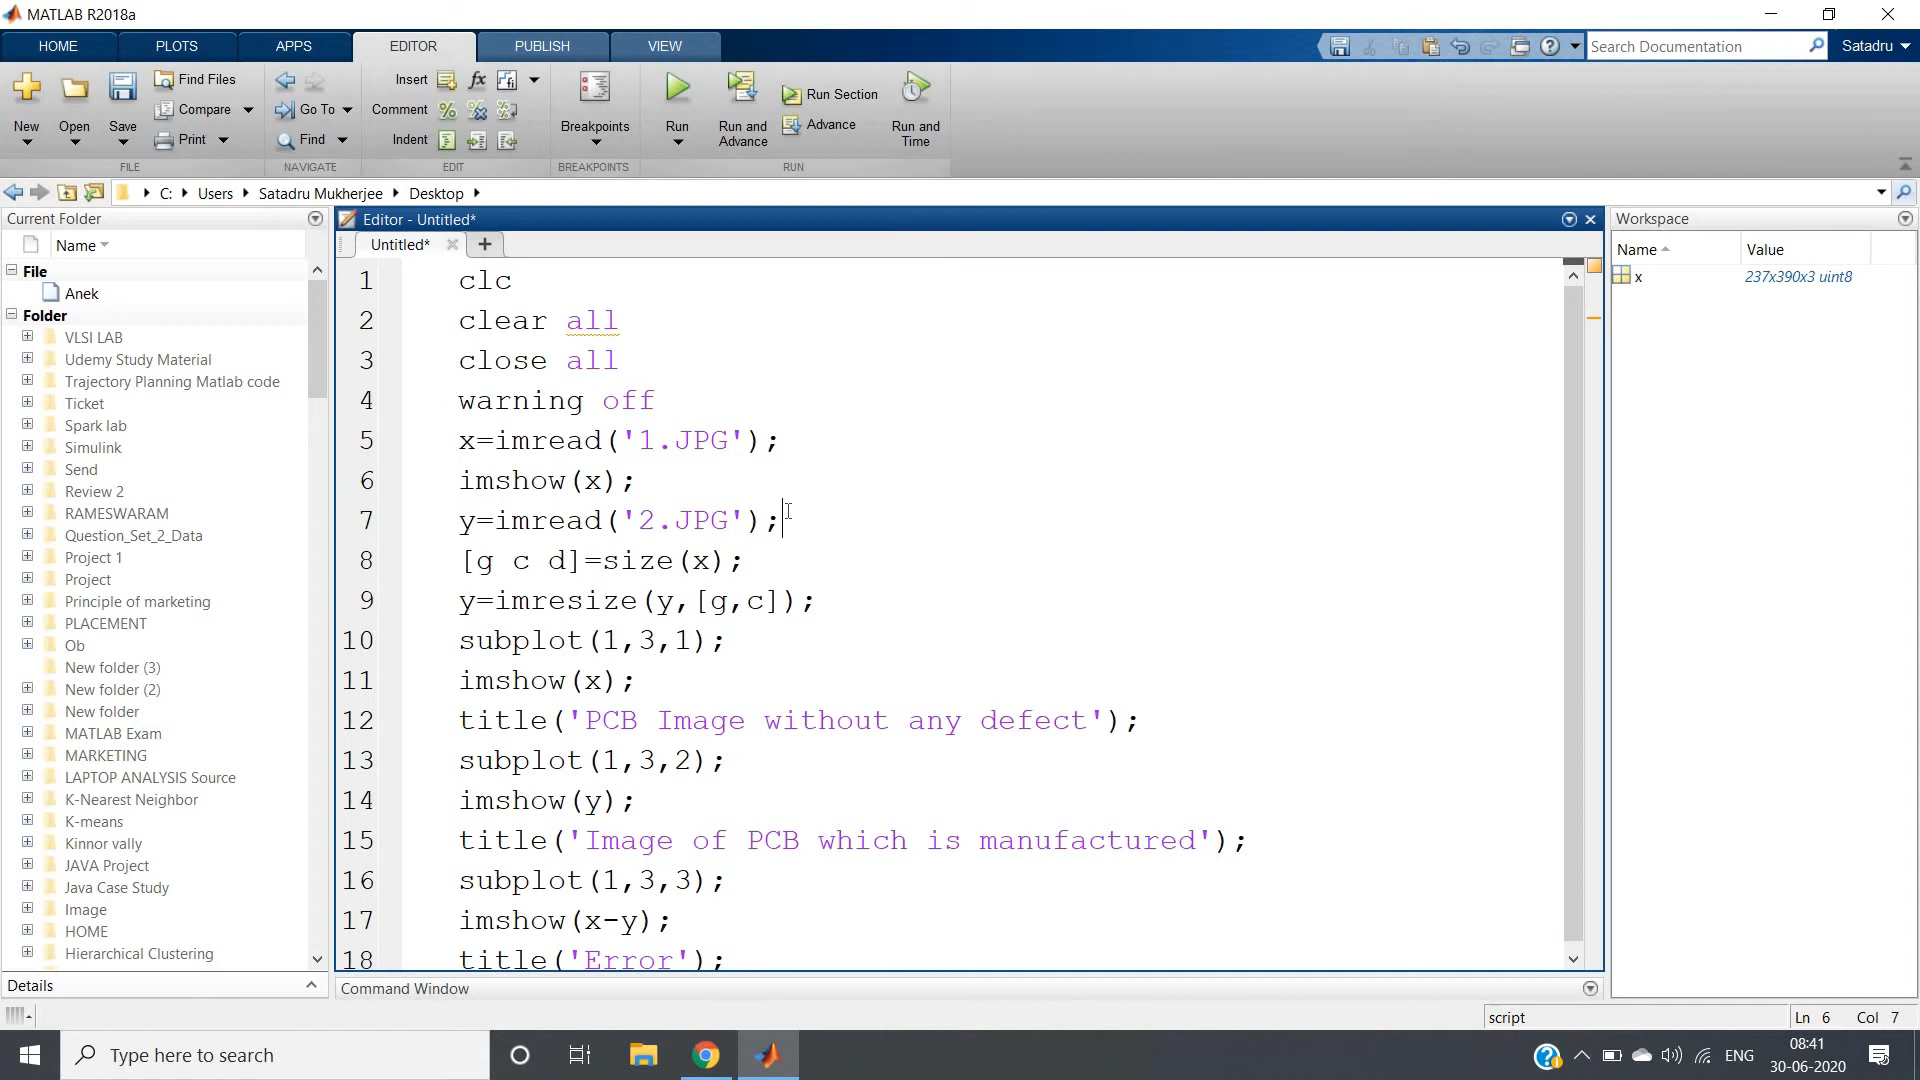 MATLAB R2018a
HOME PLOTS APPS EDITOR PUBLISH VIEW
Search Documentation
Satadru
New
Open
Save
Find Files
Compare
Print
FILE
Go To
Find
NAVIGATE
Insert
Comment
Indent
EDIT
Breakpoints
BREAKPOINTS
Run
Run and Advance
Run Section
Advance
Run and Time
RUN
C: Users Satadru Mukherjee Desktop
Current Folder
Name
File
Anek
Folder
VLSI LAB
Udemy Study Material
Trajectory Planning Matlab code
Ticket
Spark lab
Simulink
Send
Review 2
RAMESWARAM
Question_Set_2_Data
Project 1
Project
Principle of marketing
PLACEMENT
Ob
New folder (3)
New folder (2)
New folder
MATLAB Exam
MARKETING
LAPTOP ANALYSIS Source
K-Nearest Neighbor
K-means
Kinnor vally
JAVA Project
Java Case Study
Image
HOME
Hierarchical Clustering
Details
Editor - Untitled*
Untitled*
1 clc
2 clear all
3 close all
4 warning off
5 x=imread('1.JPG');
6 imshow(x);
7 y=imread('2.JPG');
8 [g c d]=size(x);
9 y=imresize(y,[g,c]);
10 subplot(1,3,1);
11 imshow(x);
12 title('PCB Image without any defect');
13 subplot(1,3,2);
14 imshow(y);
15 title('Image of PCB which is manufactured');
16 subplot(1,3,3);
17 imshow(x-y);
18 title('Error');
Command Window
Workspace
Name Value
x 237x390x3 uint8
script
Ln 6 Col 7
Type here to search
ENG
08:41
30-06-2020